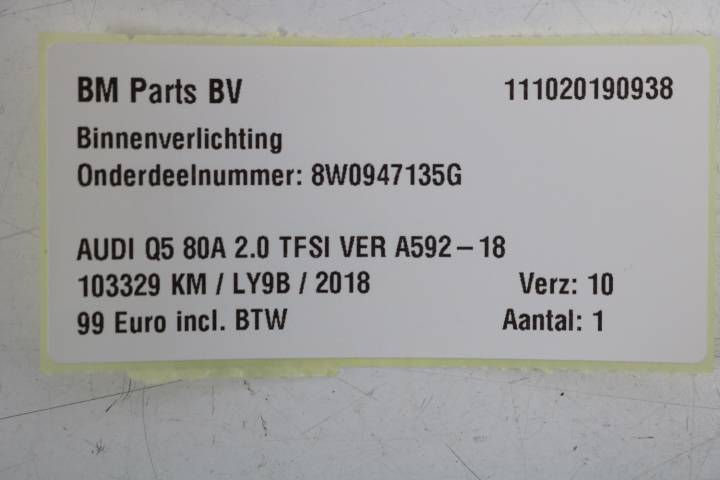 BM Parts BV 111020190938
Binnenverlichting
Onderdeelnummer: 8W0947135G
AUDI Q5 80A 2.0 TFSI VER A592-18
103329 KM / LY9B / 2018 Verz: 10
99 Euro incl. BTW Aantal: 1